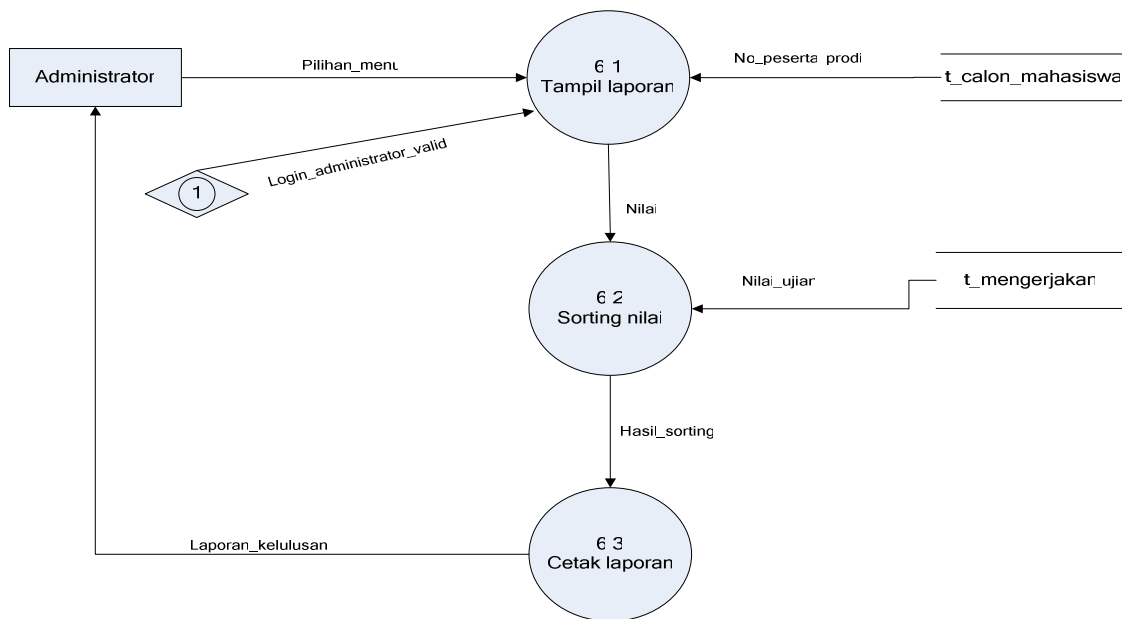 6 1
Tampil laporan
Administrator
Pilihan_menu
No_peserta prodi
t_calon_mahasiswa
Login_administrator_valid
1
Nilai
6 2
Sorting nilai
Nilai_ujian
t_mengerjakan
Hasil_sorting
6 3
Cetak laporan
Laporan_kelulusan